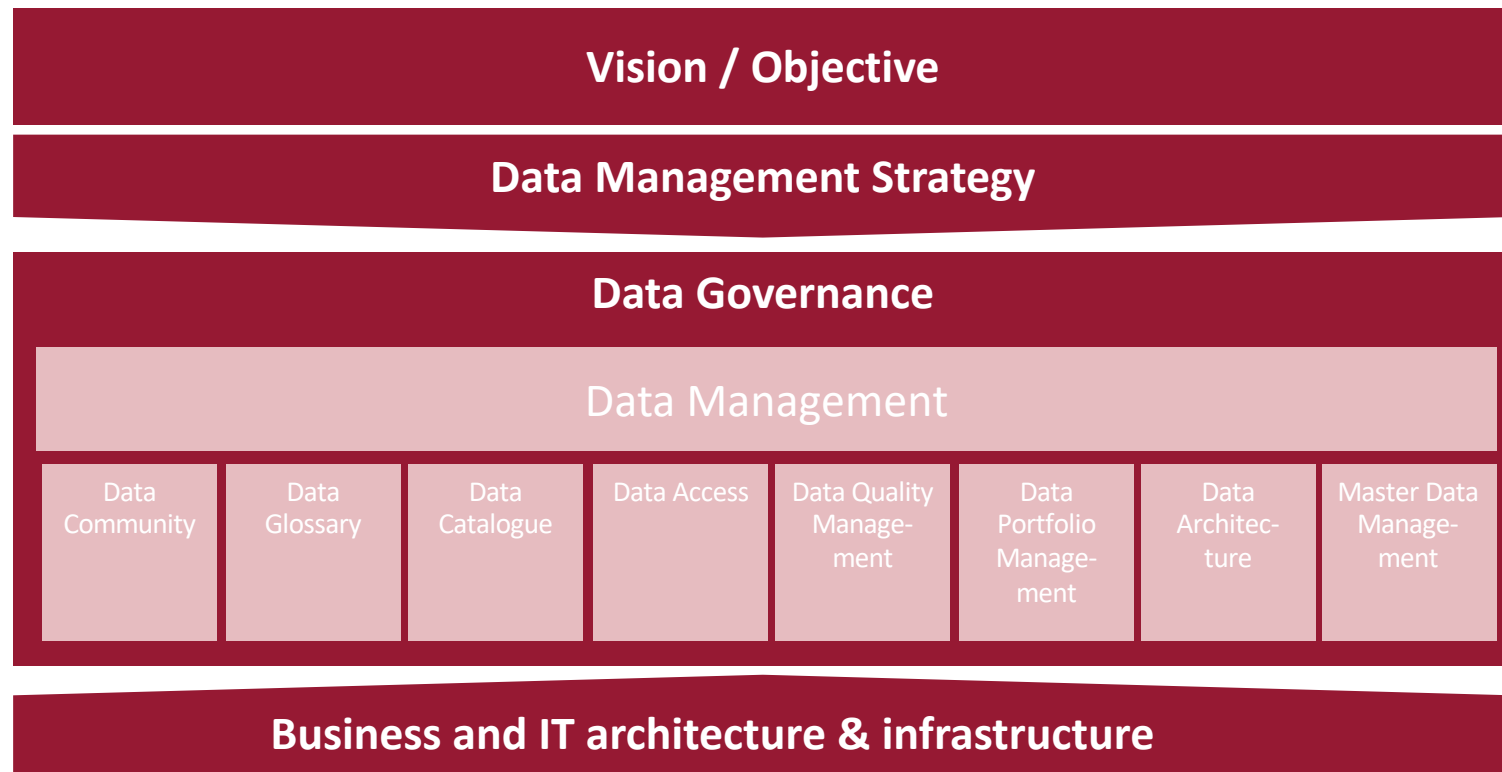 Vision / Objective
Data Management Strategy
Data Governance
Data Management
Data
Community
Data
Glossary
Data
Catalogue
Data Access
Data Quality
Manage-
ment
Data
Portfolio
Manage-
ment
Data
Architec-
ture
Master Data
Manage-
ment
Business and IT architecture & infrastructure